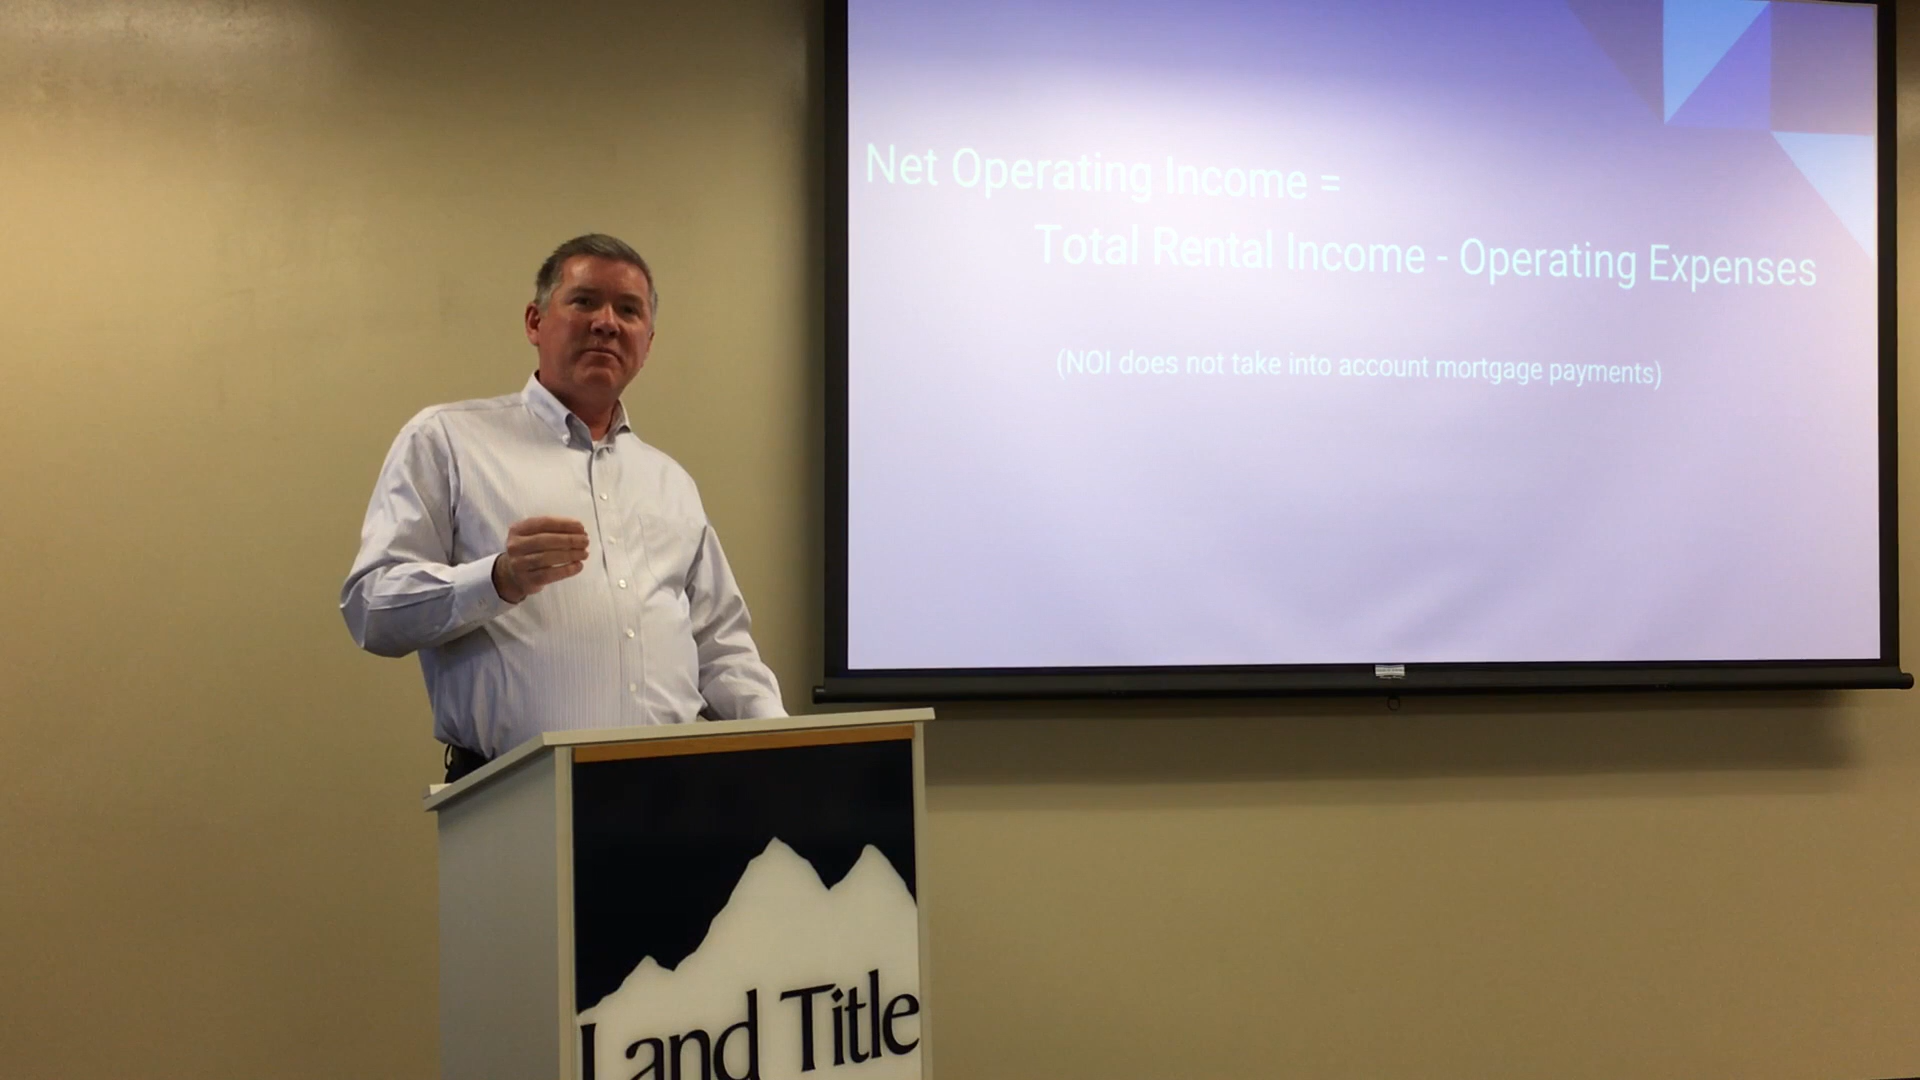 Net Operating Income =
Total Rental Income - Operating Expenses
(NOI does not take into account mortgage payments)
Land Title